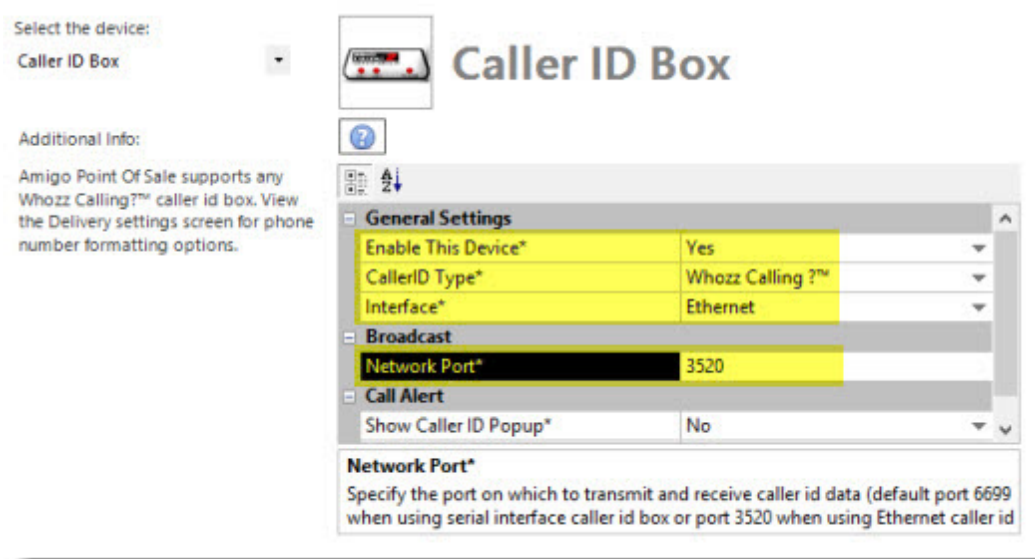 Select the device:
Caller ID Box
Caller ID Box
Additional Info:
Amigo Point Of Sale supports any
Whozz Calling?™ caller id box. View
the Delivery settings screen for phone
number formatting options.
General Settings
Enable This Device* Yes
CallerID Type* Whozz Calling ?™
Interface* Ethernet
Broadcast
Network Port* 3520
Call Alert
Show Caller ID Popup* No
Network Port*
Specify the port on which to transmit and receive caller id data (default port 6699
when using serial interface caller id box or port 3520 when using Ethernet caller id